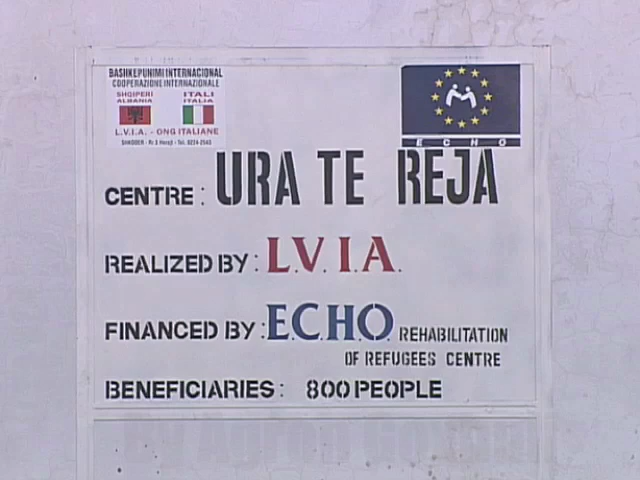 BASHKEPUNIMI INTERNACIONAL
COOPERAZIONE INTERNAZIONALE
SHQIPERI ITALI
ALBANIA ITALIA
L.V.I.A. - ONG ITALIANE
E C H O
CENTRE: URA TE REJA
REALIZED BY: L.V.I.A.
FINANCED BY: E.C.H.O. REHABILITATION
OF REFUGEES CENTRE
BENEFICIARIES: 800 PEOPLE